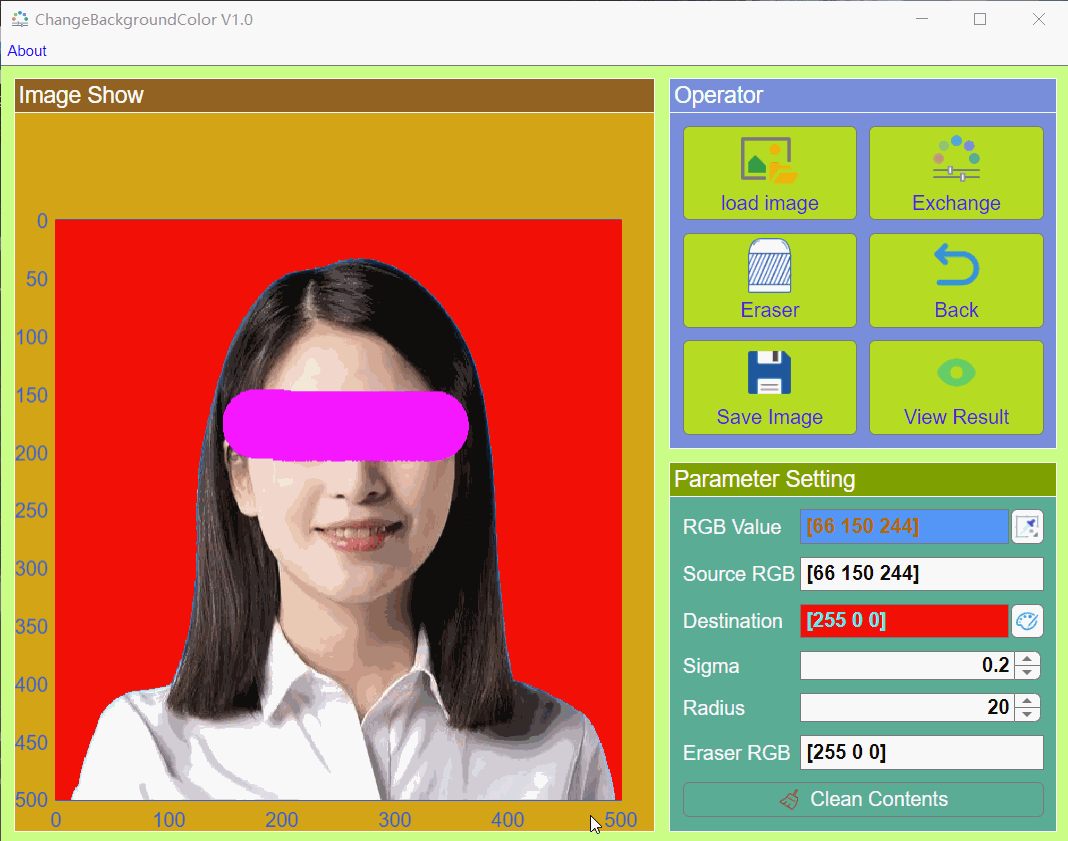 ChangeBackgroundColor V1.0
About
Image Show
0
50
100
150
200
250
300
350
400
450
500
0 100 200 300 400 500
Operator
load image Exchange
Eraser Back
Save Image View Result
Parameter Setting
RGB Value [66 150 244]
Source RGB [66 150 244]
Destination [255 0 0]
Sigma 0.2
Radius 20
Eraser RGB [255 0 0]
Clean Contents